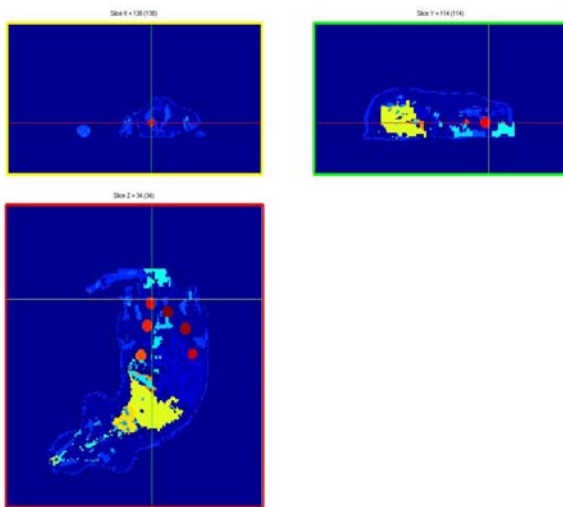 Slice X = 138 (138)
Slice Y = 114 (114)
Slice Z = 34 (34)